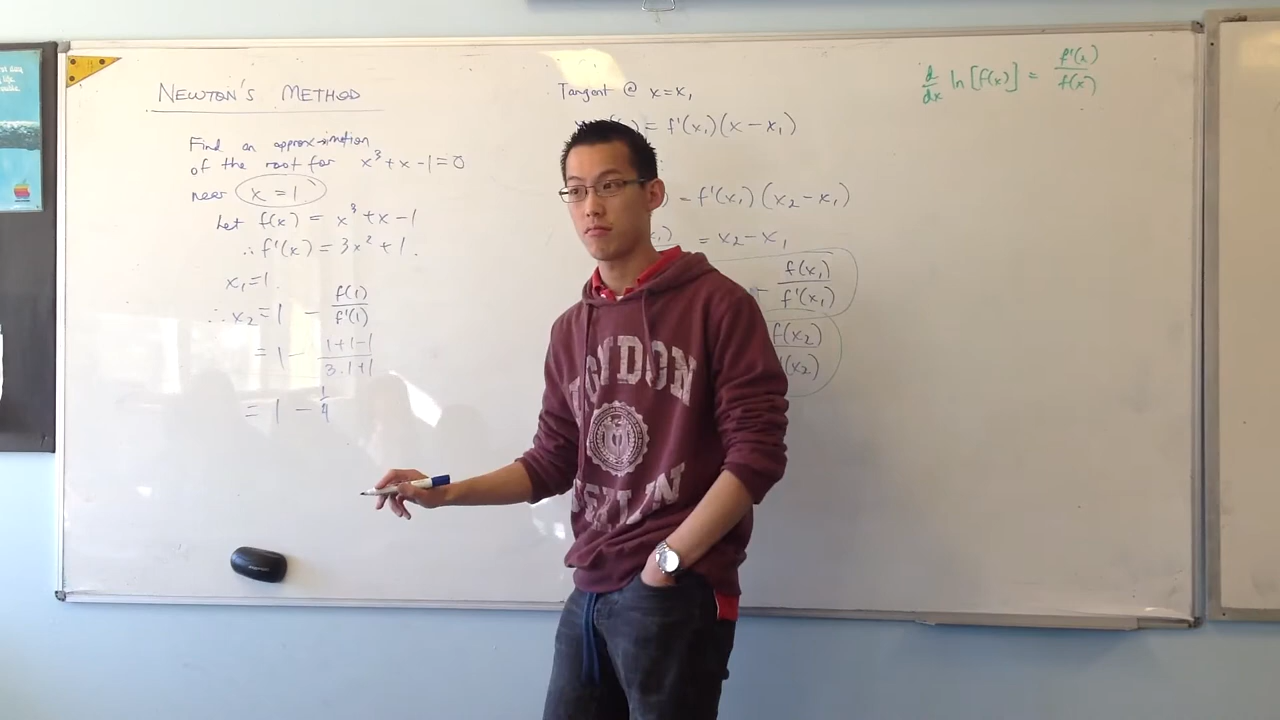 NEWTON'S METHOD
Find an approximation
of the root for x³ + x - 1 = 0
near x = 1
Let f(x) = x³ + x - 1
∴ f'(x) = 3x² + 1.
x₁ = 1.
∴ x₂ = 1 - f(1)/f'(1)
= 1 - (1+1-1)/(3.1+1)
= 1 - 1/4
Tangent @ x = x₁
= f'(x₁)(x - x₁)
= f'(x₁)(x₂ - x₁)
= x₂ - x₁
- f(x₁)/f'(x₁)
f(x₂)
(x₂)
d/dx ln[f(x)] = f'(x)/f(x)